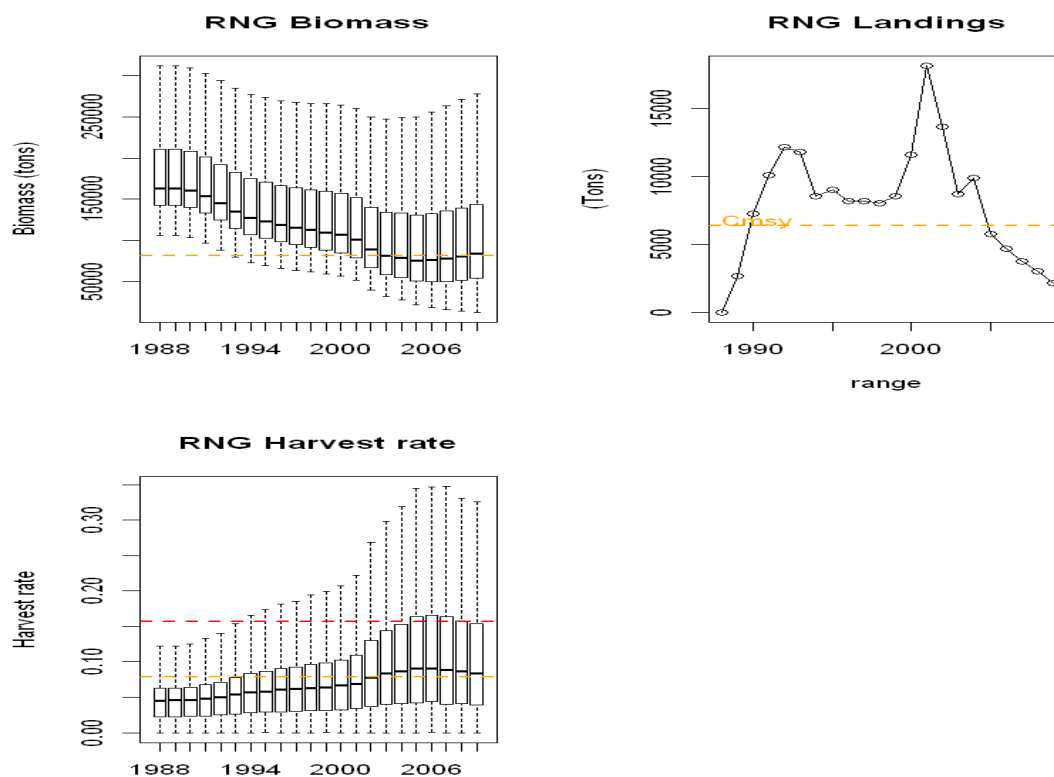 RNG Biomass
Biomass (tons)
250000
150000
50000
1988 1994 2000 2006
RNG Landings
(Tons)
15000
10000
5000
0
Cmsy
1990 2000
range
RNG Harvest rate
Harvest rate
0.30
0.20
0.10
0.00
1988 1994 2000 2006